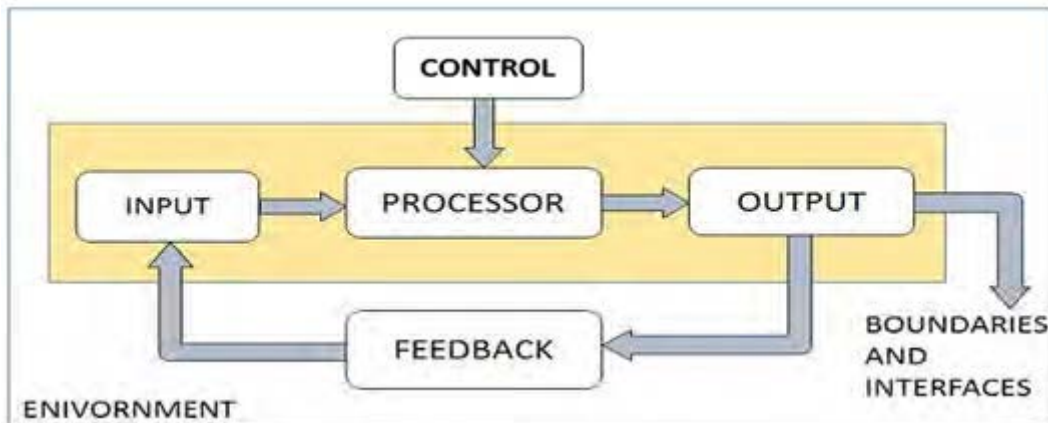 CONTROL
INPUT
PROCESSOR
OUTPUT
FEEDBACK
BOUNDARIES
AND
INTERFACES
ENIVORNMENT